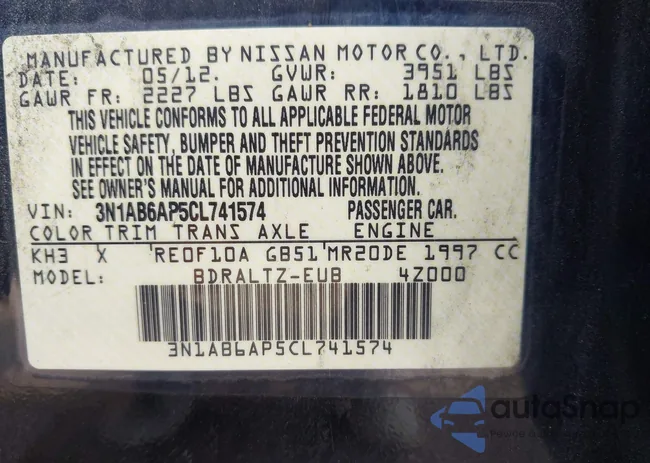 MANUFACTURED BY NISSAN MOTOR CO., LTD.
DATE: 05/12. GVWR: 3951 LBS
GAWR FR: 2227 LBS GAWR RR: 1810 LBS
THIS VEHICLE CONFORMS TO ALL APPLICABLE FEDERAL MOTOR
VEHICLE SAFETY, BUMPER AND THEFT PREVENTION STANDARDS
IN EFFECT ON THE DATE OF MANUFACTURE SHOWN ABOVE.
SEE OWNER'S MANUAL FOR ADDITIONAL INFORMATION.
VIN: 3N1AB6AP5CL741574 PASSENGER CAR.
COLOR TRIM TRANS AXLE ENGINE
KH3 X 'RE0F10A GB51'MR20DE 1997 CC
MODEL: BDRALTZ-EUB 4Z000
3N1AB6AP5CL741574
autoSnap